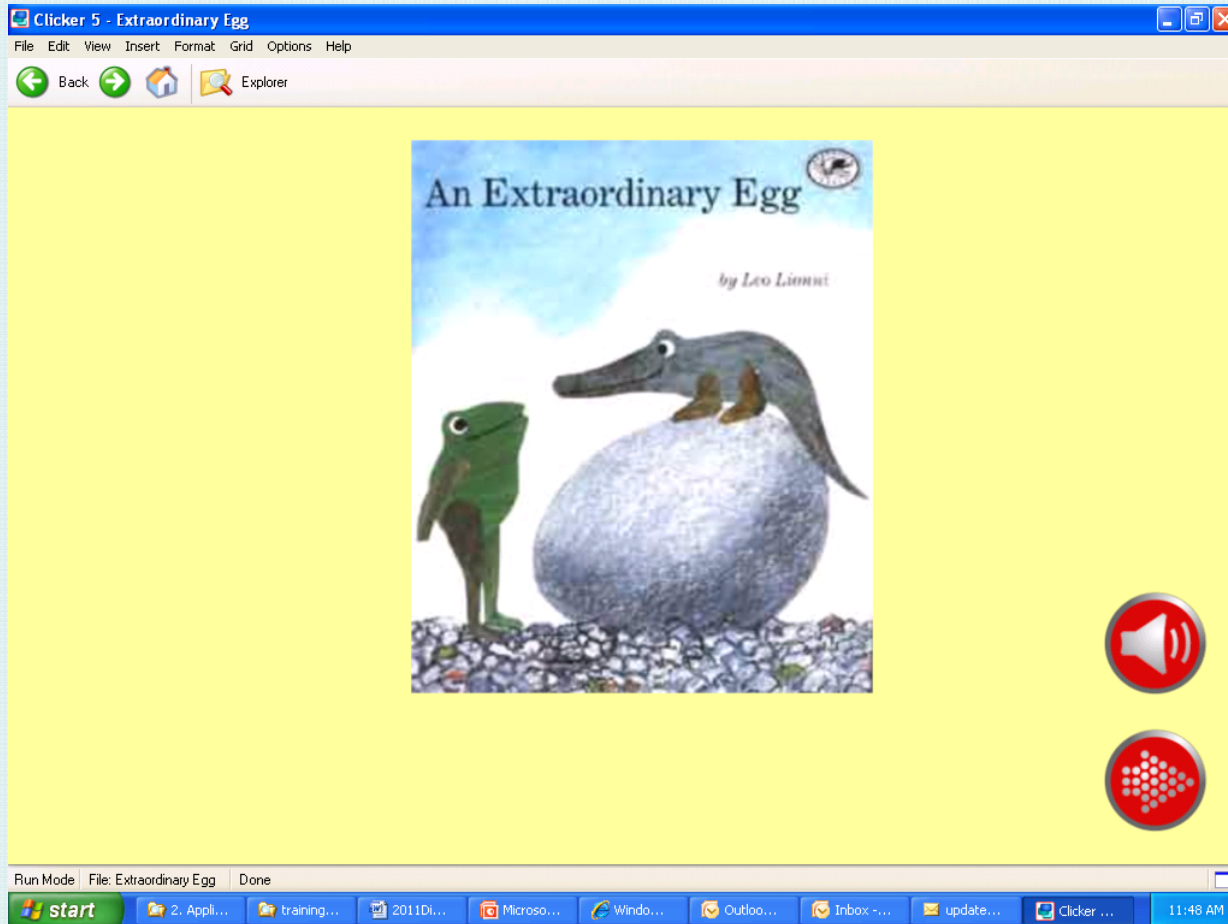 Clicker 5 - Extraordinary Egg
File Edit View Insert Format Grid Options Help
Back Explorer
An Extraordinary Egg
by Leo Lionni
Run Mode File: Extraordinary Egg Done
start 2. Appli... training... 2011Di... Microso... Windo... Outloo... Inbox -... update... Clicker ... 11:48 AM